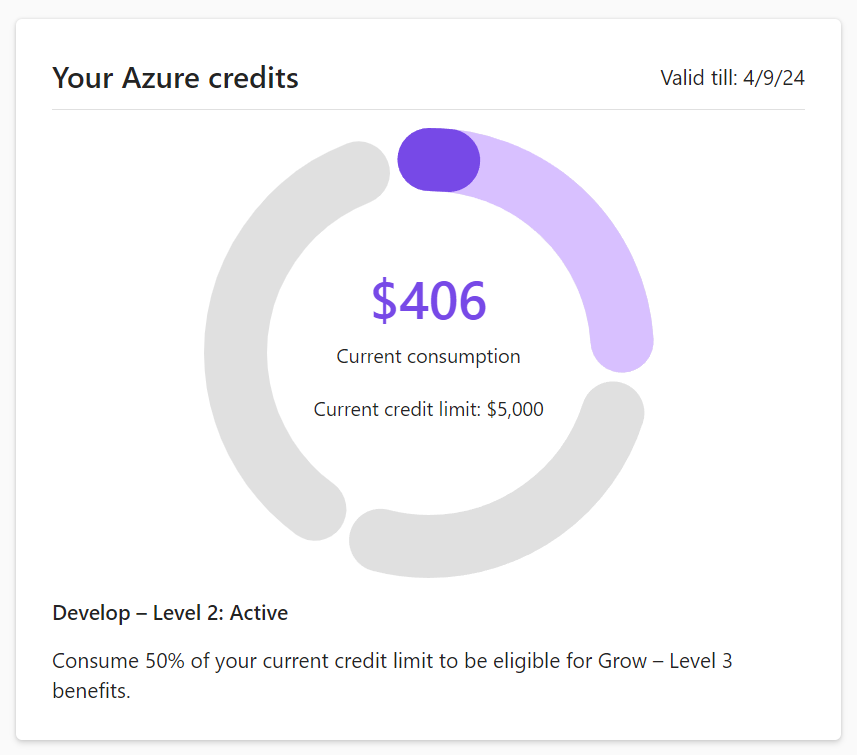 Your Azure credits
Valid till: 4/9/24
$406
Current consumption
Current credit limit: $5,000
Develop – Level 2: Active
Consume 50% of your current credit limit to be eligible for Grow – Level 3
benefits.